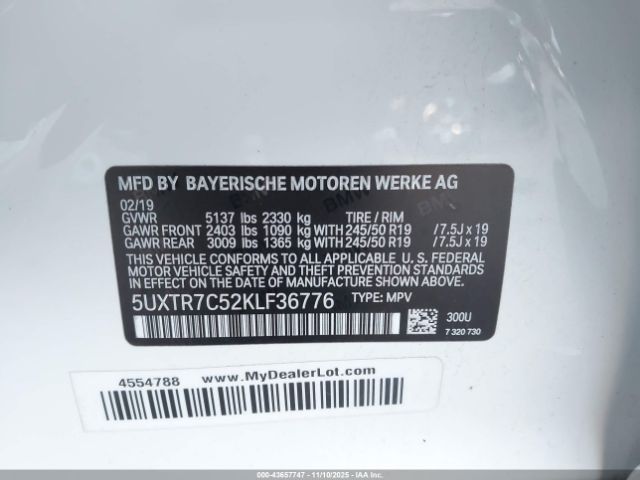 MFD BY BAYERISCHE MOTOREN WERKE AG
02/19
GVWR 5137 lbs 2330 kg TIRE / RIM
GAWR FRONT 2403 lbs 1090 kg WITH 245/50 R19 / 7.5J x 19
GAWR REAR 3009 lbs 1365 kg WITH 245/50 R19 / 7.5J x 19
THIS VEHICLE CONFORMS TO ALL APPLICABLE U. S. FEDERAL
MOTOR VEHICLE SAFETY AND THEFT PREVENTION STANDARDS
IN EFFECT ON THE DATE OF MANUFACTURE SHOWN ABOVE.
5UXTR7C52KLF36776 TYPE: MPV
300U
7 320 730
4554788 www.MyDealerLot.com
000-43657747 - 11/10/2025 - IAAI.CA